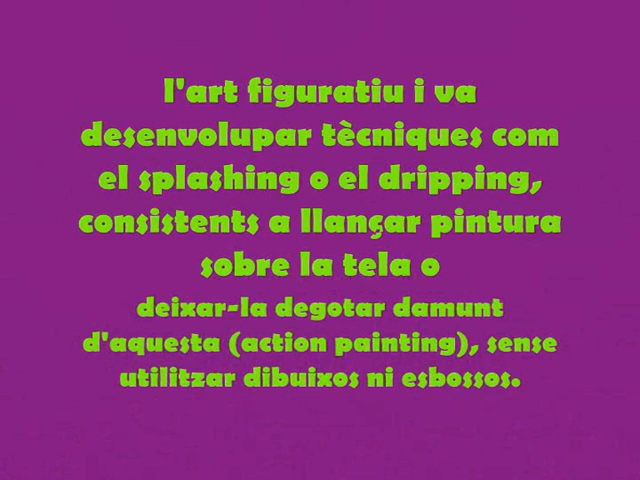 l'art figuratiu i va
desenvolupar tècniques com
el splashing o el dripping,
consistents a llançar pintura
sobre la tela o
deixar-la degotar damunt
d'aquesta (action painting), sense
utilitzar dibuixos ni esbossos.